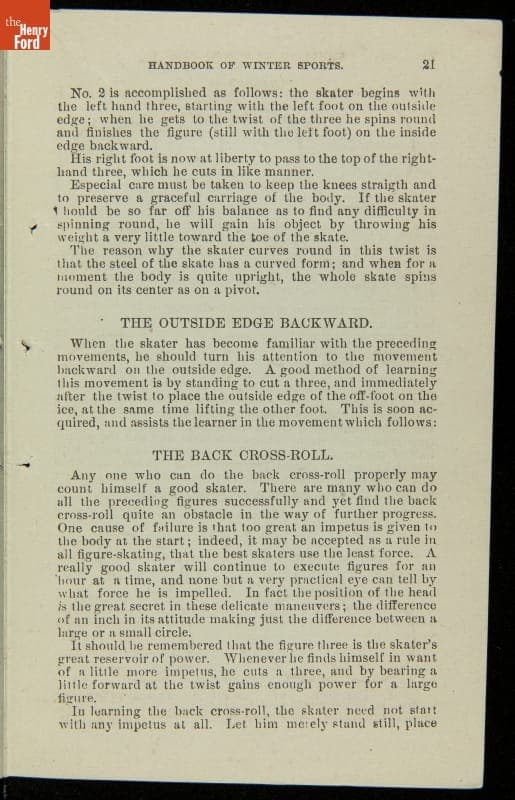 the
Henry
Ford
HANDBOOK OF WINTER SPORTS. 21
No. 2 is accomplished as follows: the skater begins with
the left hand three, starting with the left foot on the outside
edge; when he gets to the twist of the three he spins round
and finishes the figure (still with the left foot) on the inside
edge backward.
His right foot is now at liberty to pass to the top of the right-
hand three, which he cuts in like manner.
Especial care must be taken to keep the knees straigth and
to preserve a graceful carriage of the body. If the skater
hould be so far off his balance as to find any difficulty in
spinning round, he will gain his object by throwing his
weight a very little toward the toe of the skate.
The reason why the skater curves round in this twist is
that the steel of the skate has a curved form; and when for a
moment the body is quite upright, the whole skate spins
round on its center as on a pivot.
THE OUTSIDE EDGE BACKWARD.
When the skater has become familiar with the preceding
movements, he should turn his attention to the movement
backward on the outside edge. A good method of learning
this movement is by standing to cut a three, and immediately
after the twist to place the outside edge of the off-foot on the
ice, at the same time lifting the other foot. This is soon ac-
quired, and assists the learner in the movement which follows:
THE BACK CROSS-ROLL.
Any one who can do the back cross-roll properly may
count himself a good skater. There are many who can do
all the preceding figures successfully and yet find the back
cross-roll quite an obstacle in the way of further progress.
One cause of failure is that too great an impetus is given to
the body at the start; indeed, it may be accepted as a rule in
all figure-skating, that the best skaters use the least force. A
really good skater will continue to execute figures for an
hour at a time, and none but a very practical eye can tell by
what force he is impelled. In fact the position of the head
is the great secret in these delicate maneuvers; the difference
of an inch in its attitude making just the difference between a
large or a small circle.
It should be remembered that the figure three is the skater's
great reservoir of power. Whenever he finds himself in want
of a little more impetus, he cuts a three, and by bearing a
little forward at the twist gains enough power for a large
figure.
In learning the back cross-roll, the skater need not start
with any impetus at all. Let him merely stand still, place